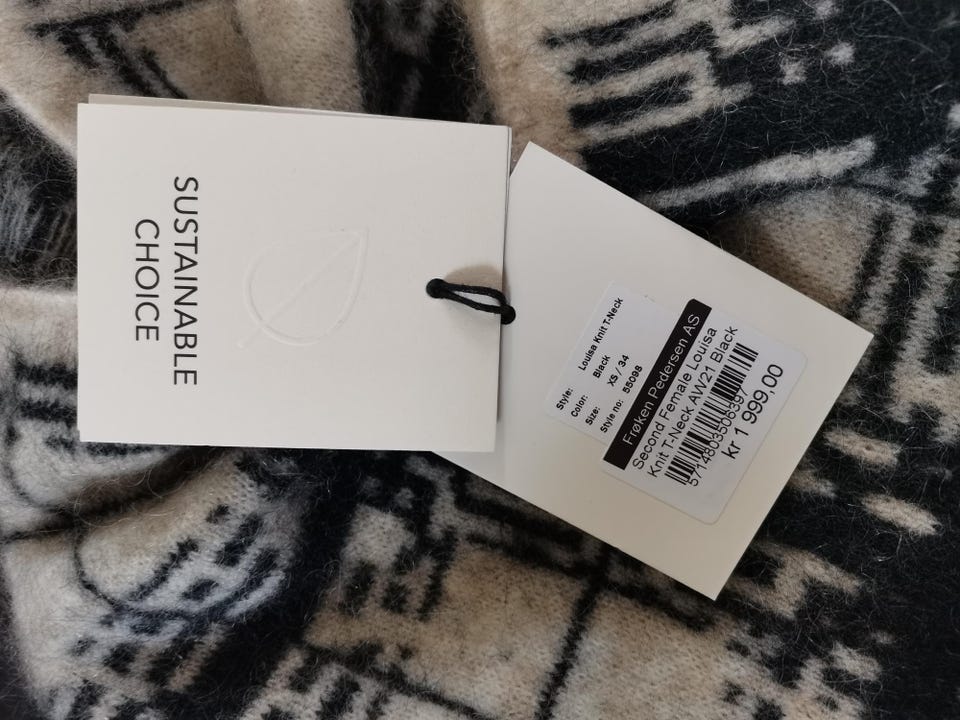 SUSTAINABLE
CHOICE
Style: Louisa Knit T-Neck
Color: Black
Size: XS / 34
Style no: 55098
Frøken Pedersen AS
Second Female Louisa
Knit T-Neck AW21 Black
kr 1 999,00